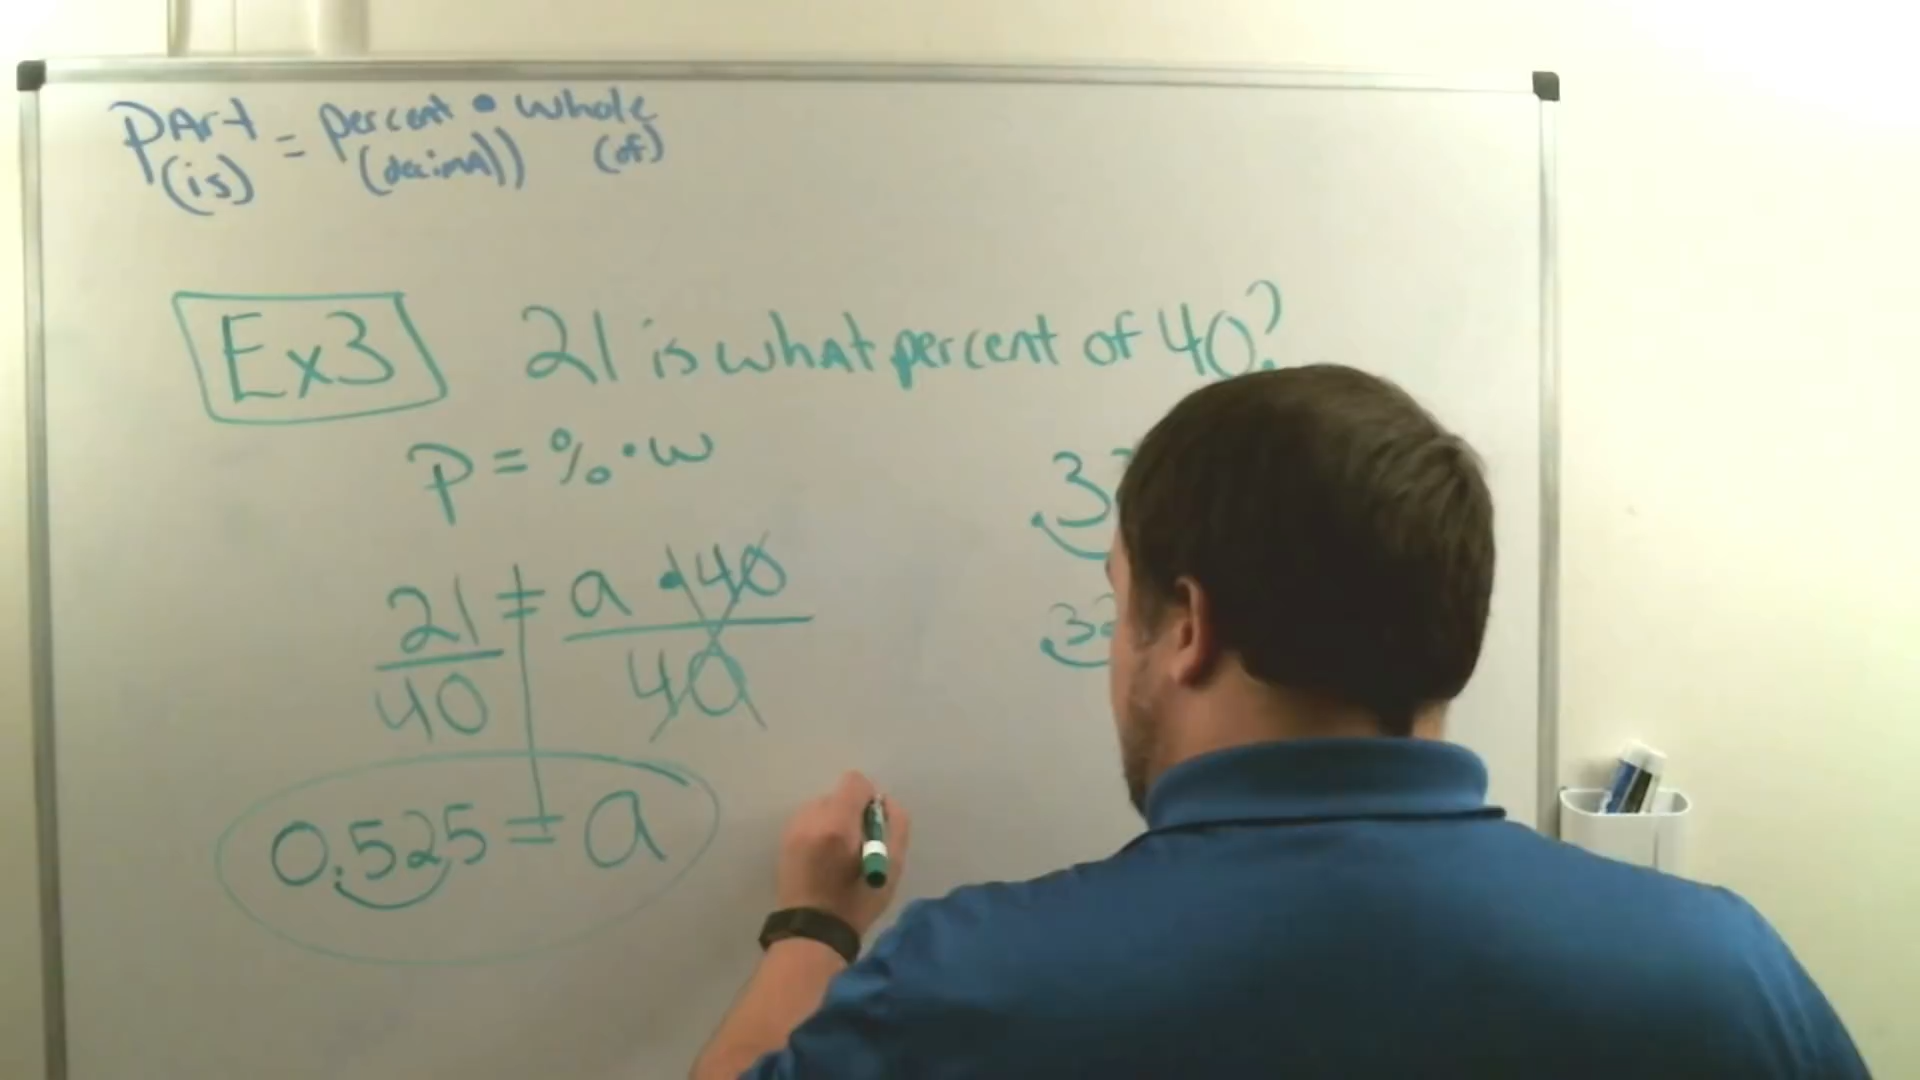 PArt = percent • whole
(is) (decimAl) (of)
Ex3 21 is whAt percent of 40?
P = % • w
21 = a • 40
40 40
0.525 = a